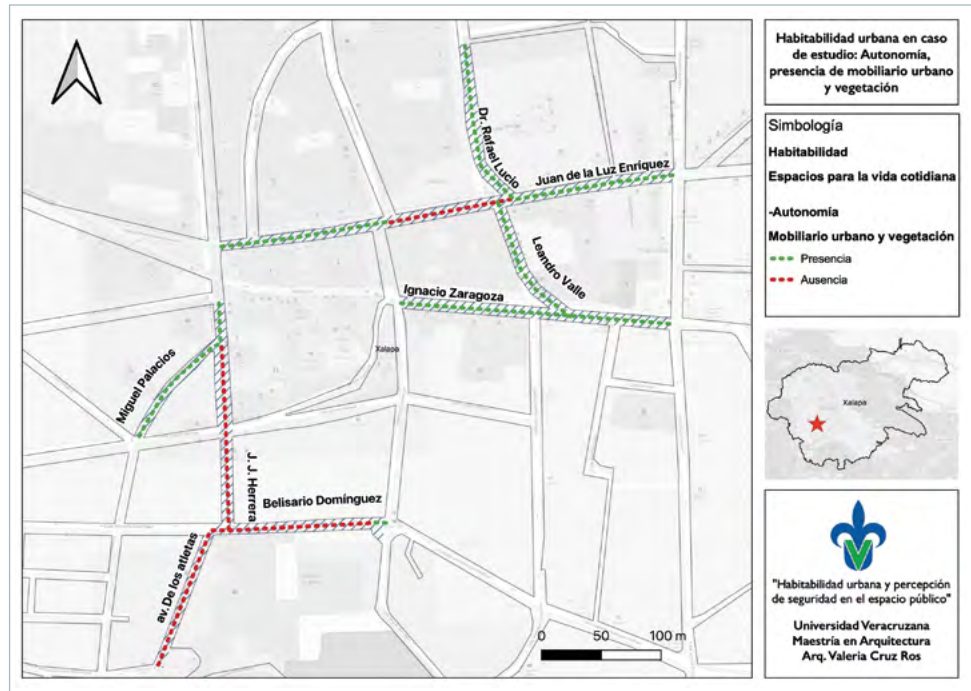 Dr. Rafael Lucio
Juan de la Luz Enriquez
Leandro Valle
Ignacio Zaragoza
Xalapa
Miguel Palacios
J. J. Herrera
Belisario Domínguez
av. De los atletas
0 50 100 m
Habitabilidad urbana en caso
de estudio: Autonomía,
presencia de mobiliario urbano
y vegetación
Simbología
Habitabilidad
Espacios para la vida cotidiana
-Autonomía
Mobiliario urbano y vegetación
Presencia
Ausencia
Xalapa
"Habitabilidad urbana y percepción
de seguridad en el espacio público"
Universidad Veracruzana
Maestría en Arquitectura
Arq. Valeria Cruz Ros